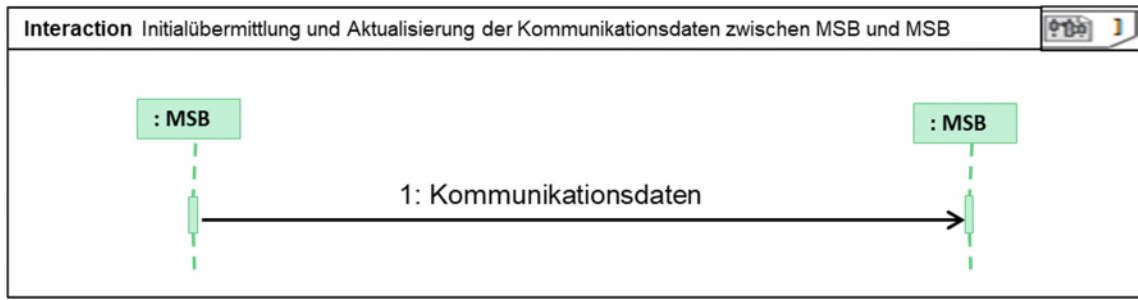 Interaction Initialübermittlung und Aktualisierung der Kommunikationsdaten zwischen MSB und MSB
: MSB
: MSB
1: Kommunikationsdaten